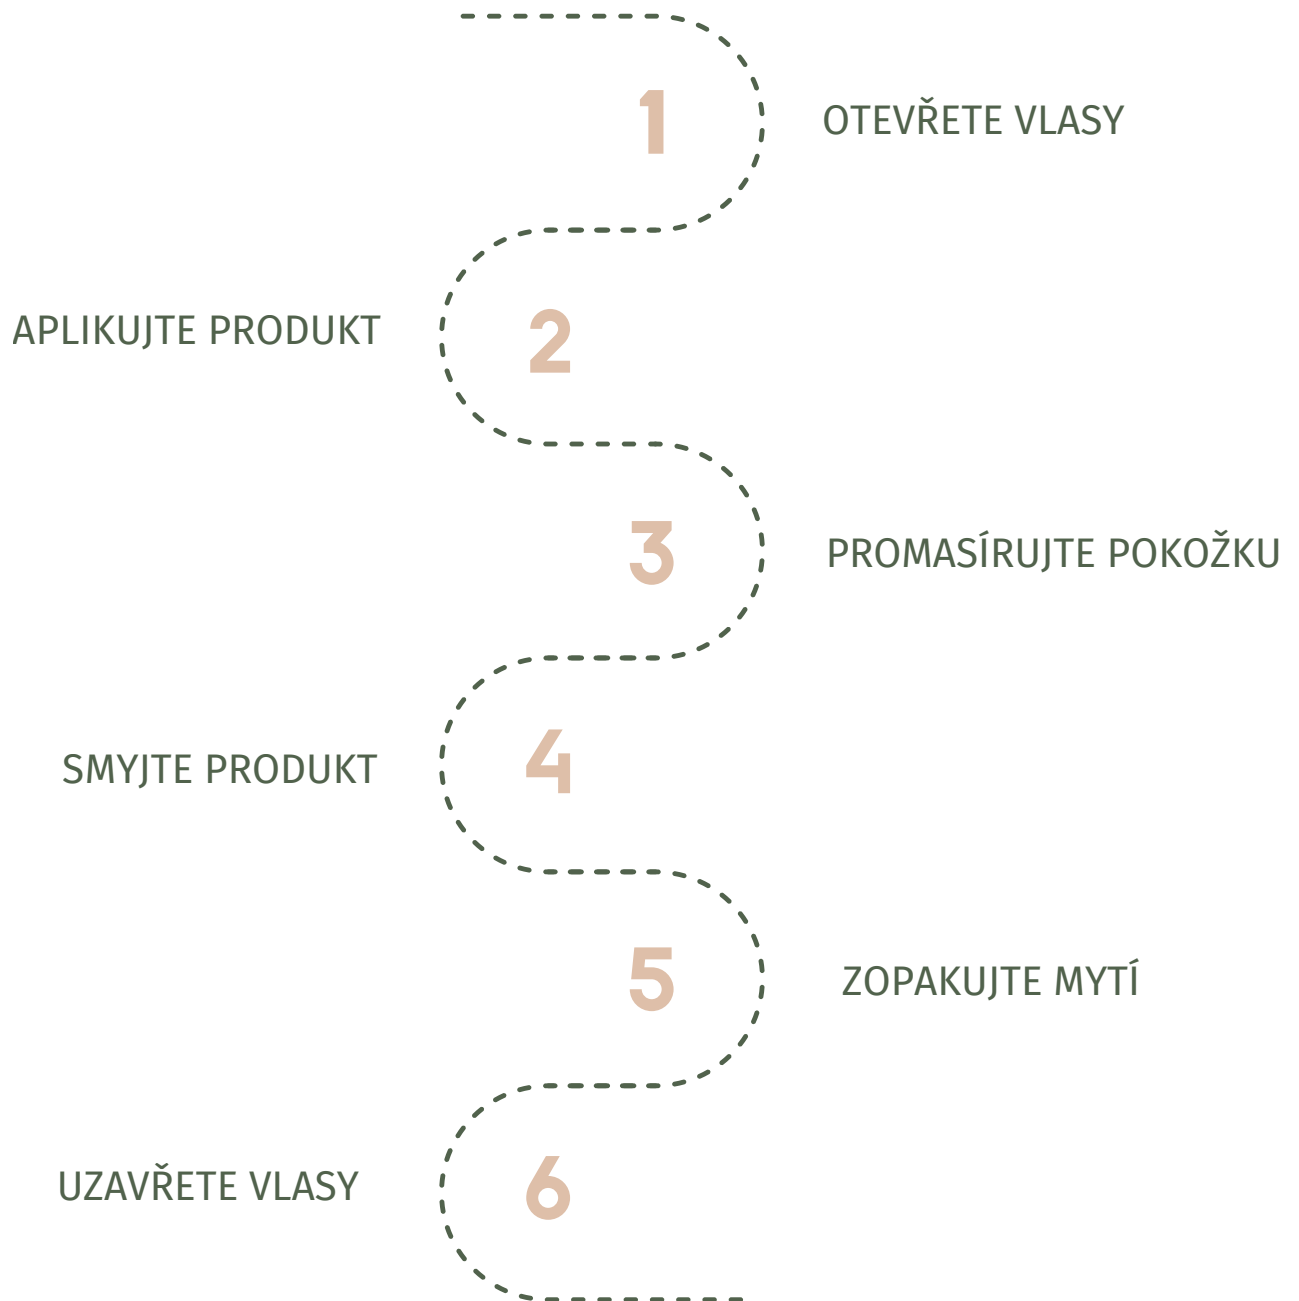 1
OTEVŘETE VLASY
APLIKUJTE PRODUKT
2
3
PROMASÍRUJTE POKOŽKU
SMYJTE PRODUKT
4
5
ZOPAKUJTE MYTÍ
UZAVŘETE VLASY
6